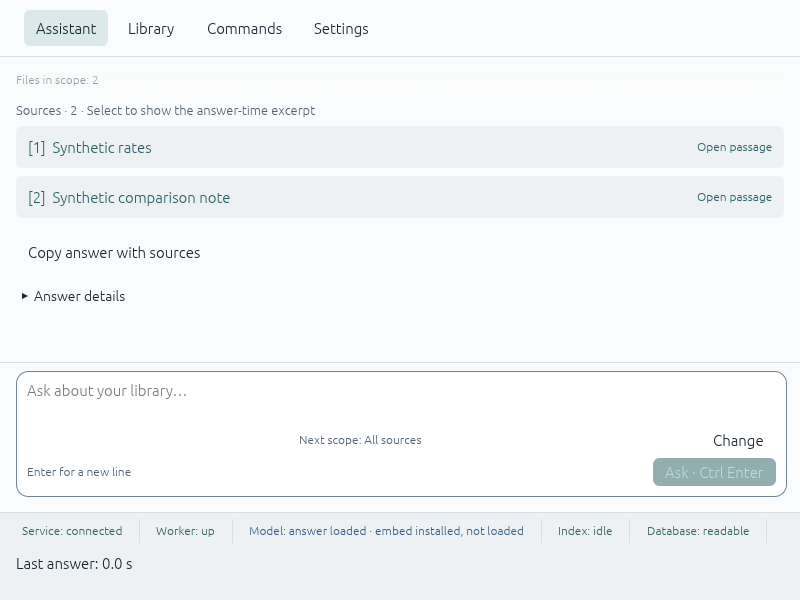 Assistant Library Commands Settings
Files in scope: 2
Sources · 2 · Select to show the answer-time excerpt
[1] Synthetic rates Open passage
[2] Synthetic comparison note Open passage
Copy answer with sources
▸ Answer details
Ask about your library…
Next scope: All sources Change
Enter for a new line Ask · Ctrl Enter
Service: connected Worker: up Model: answer loaded · embed installed, not loaded Index: idle Database: readable
Last answer: 0.0 s